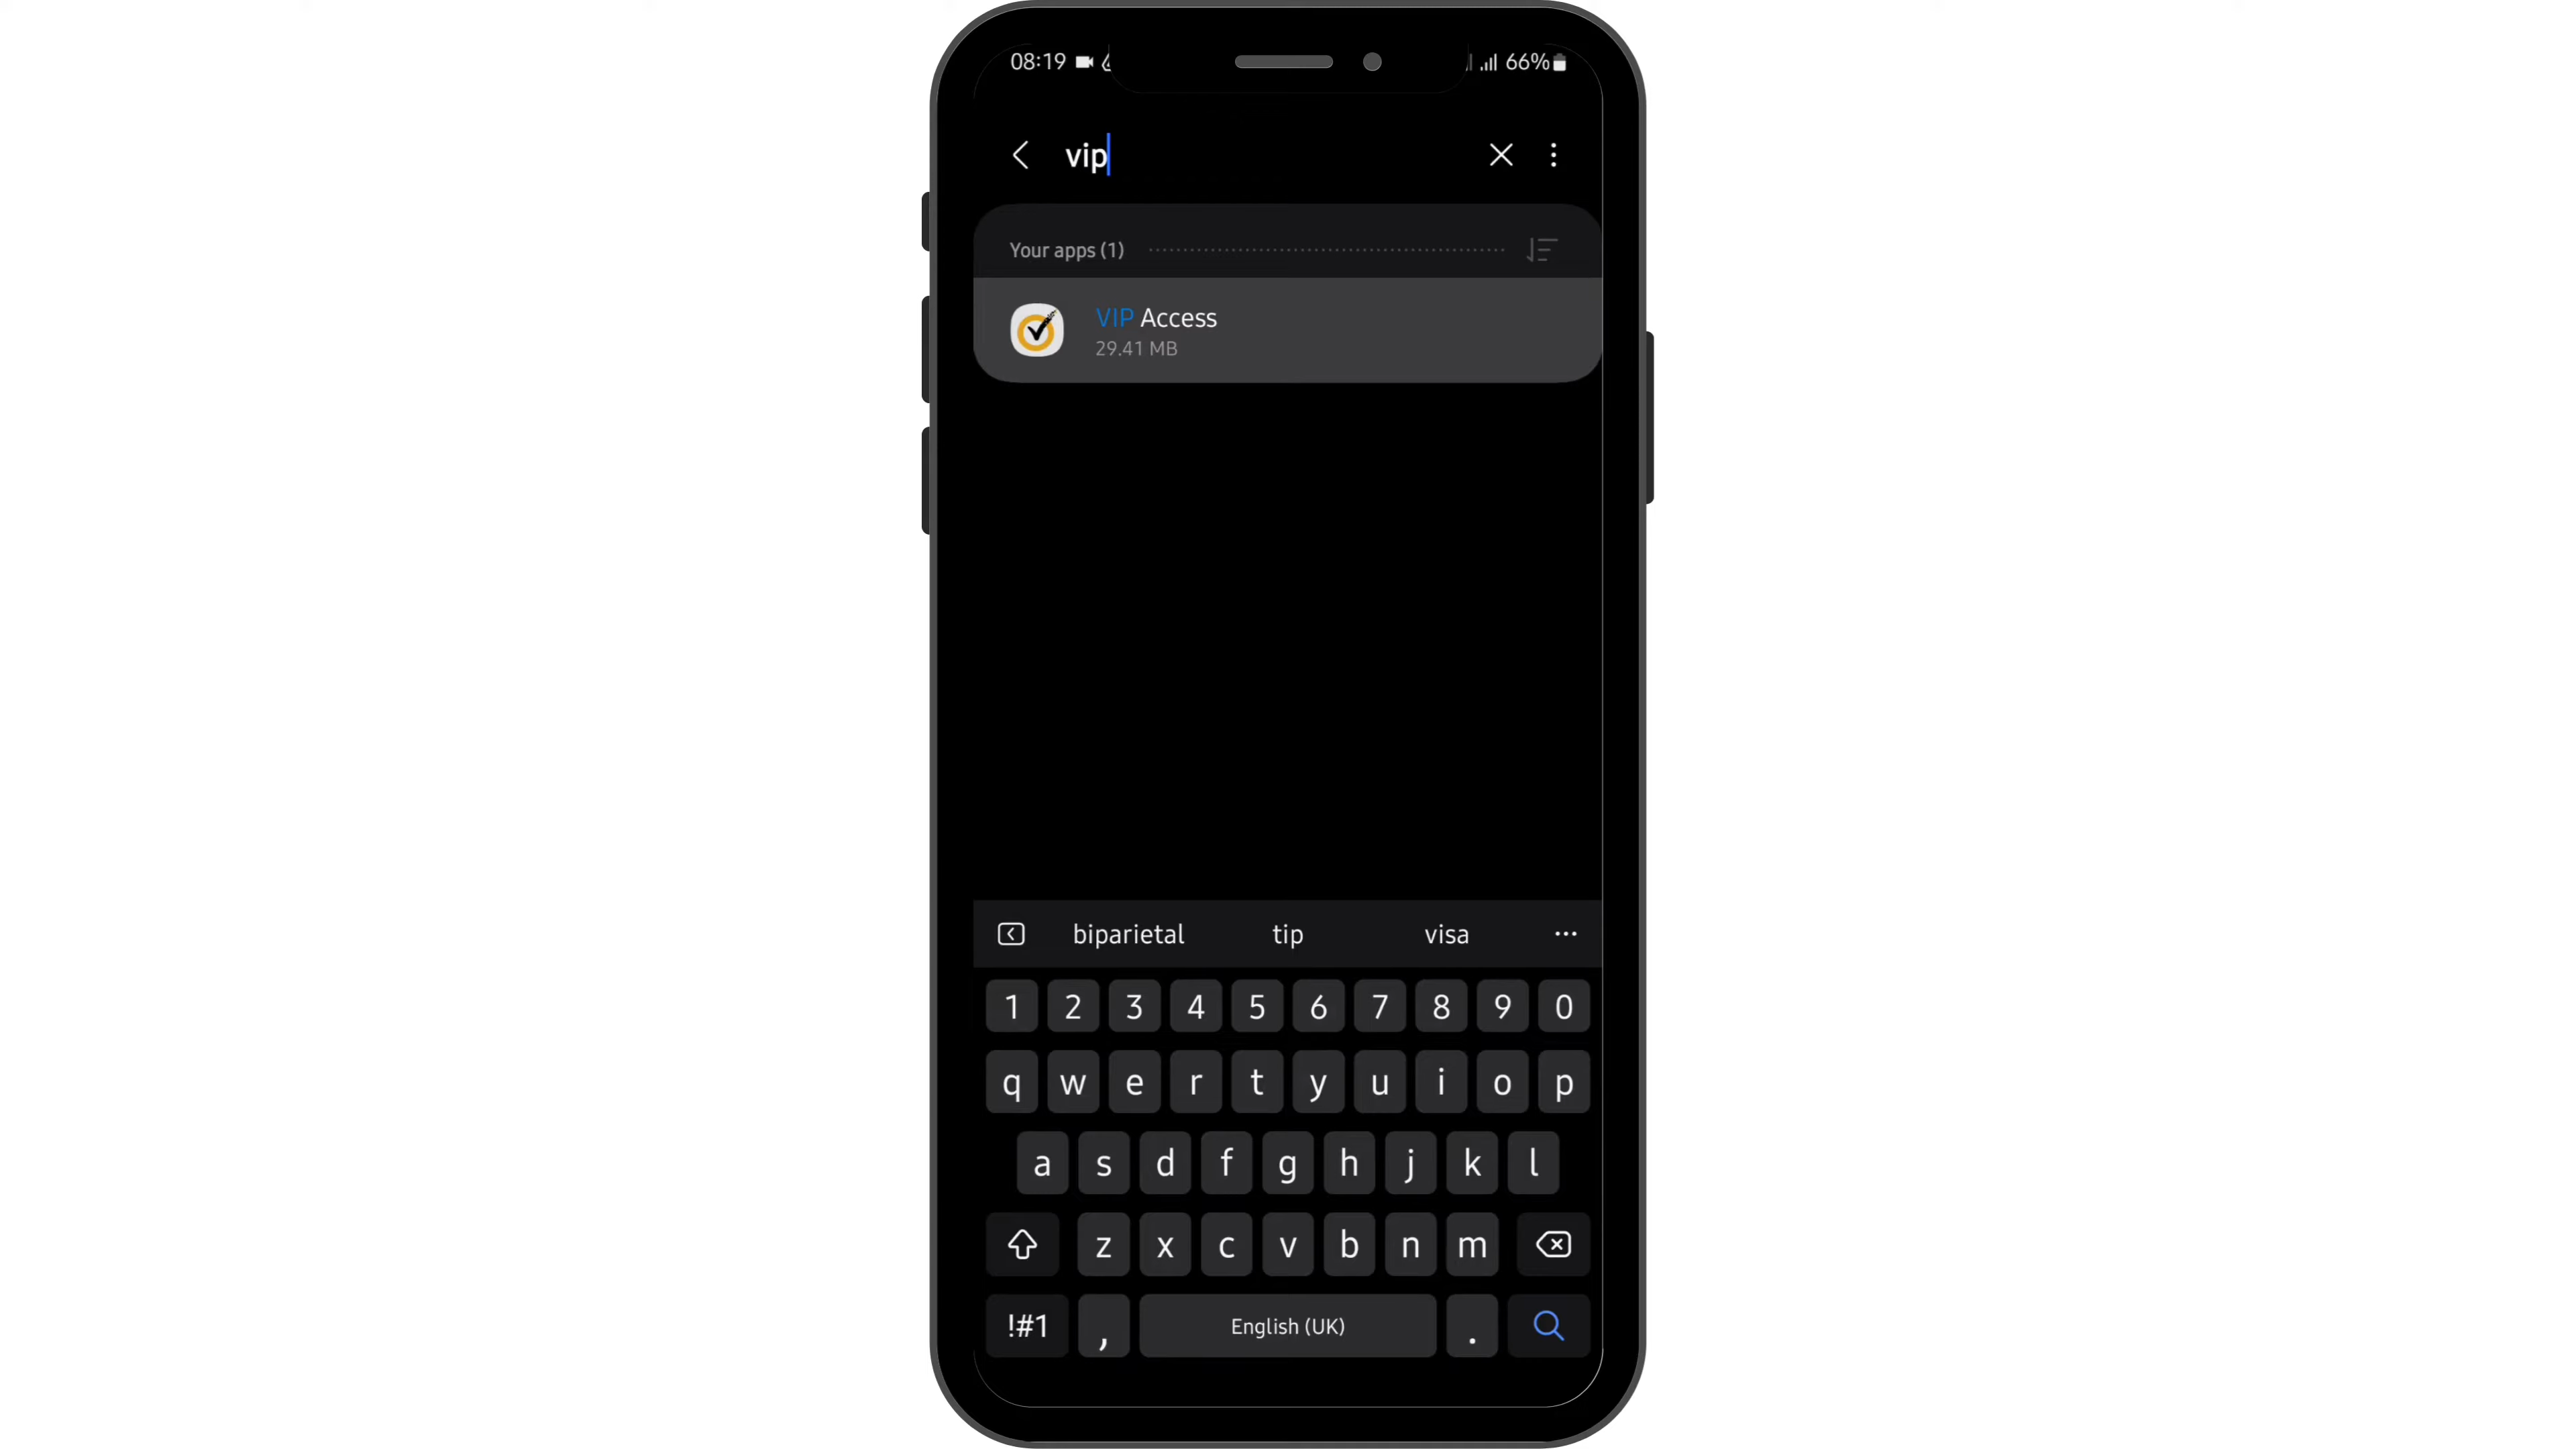 08:19 66%
vip
Your apps (1)
VIP Access
29.41 MB
biparietal tip visa ...
1 2 3 4 5 6 7 8 9 0
q w e r t y u i o p
a s d f g h j k l
z x c v b n m
!#1 , English (UK) .